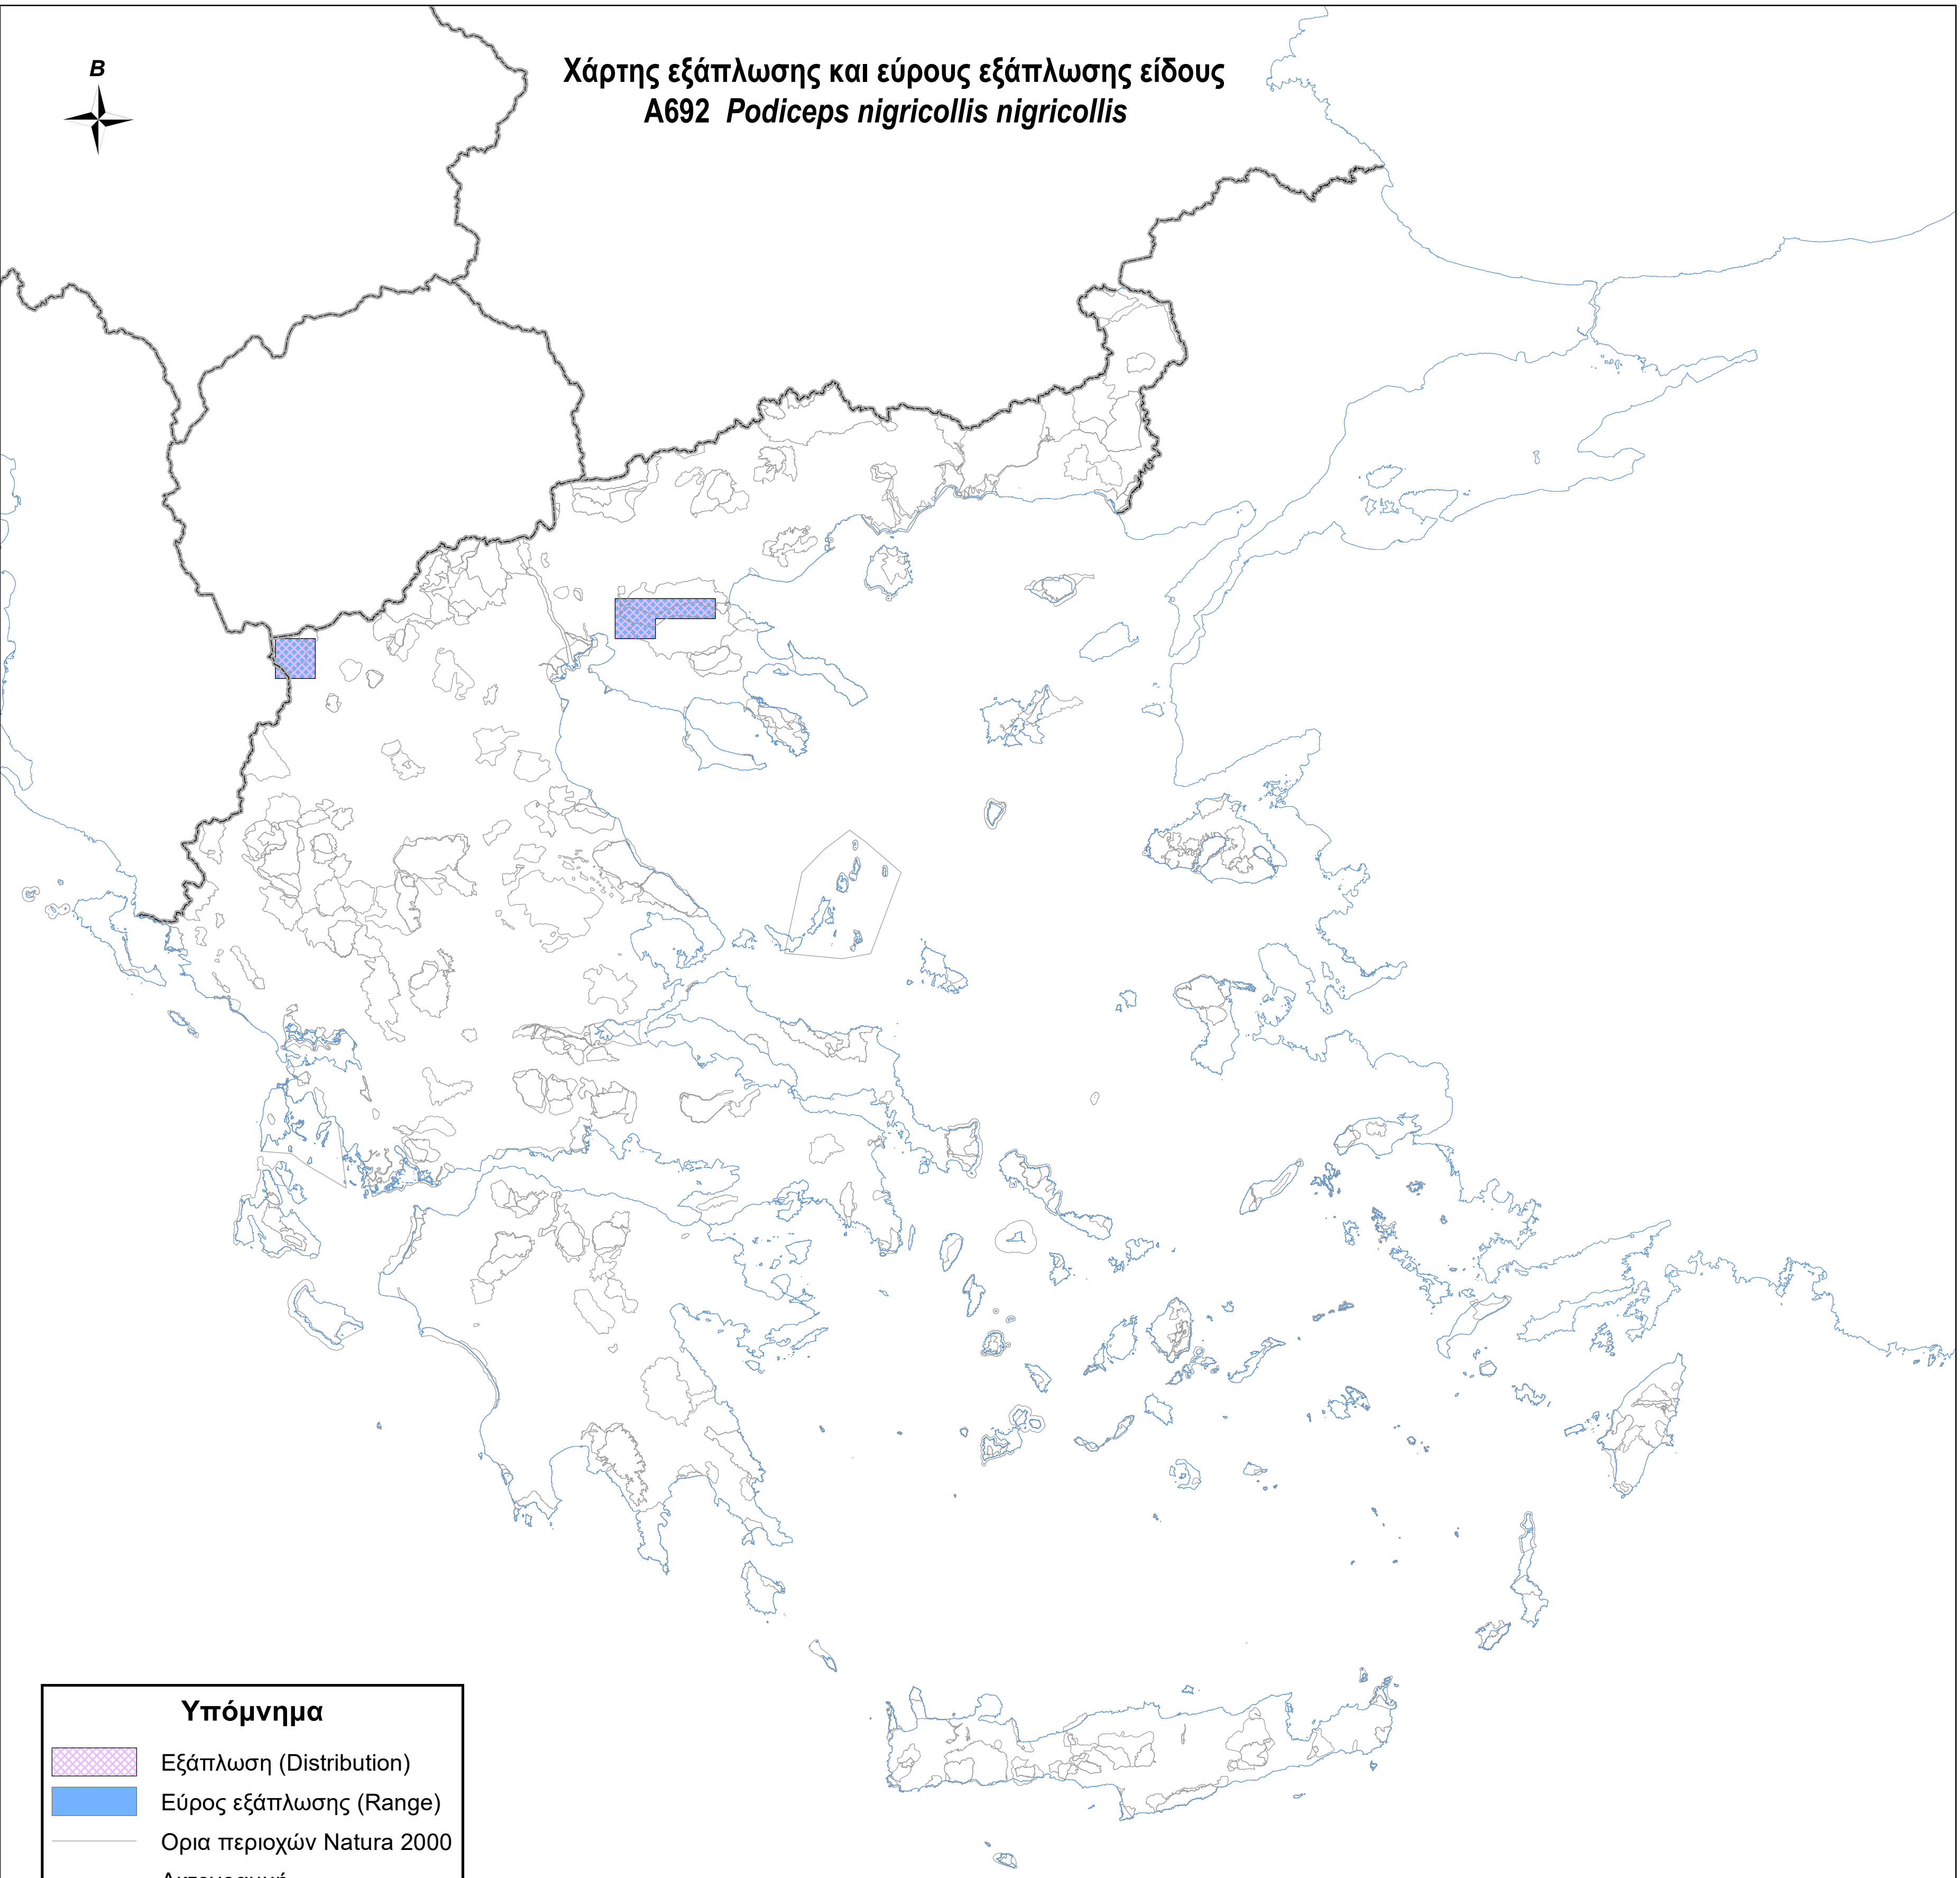 B
Χάρτης εξάπλωσης και εύρους εξάπλωσης είδους
A692 Podiceps nigricollis nigricollis
Υπόμνημα
Εξάπλωση (Distribution)
Εύρος εξάπλωσης (Range)
Ορια περιοχών Natura 2000